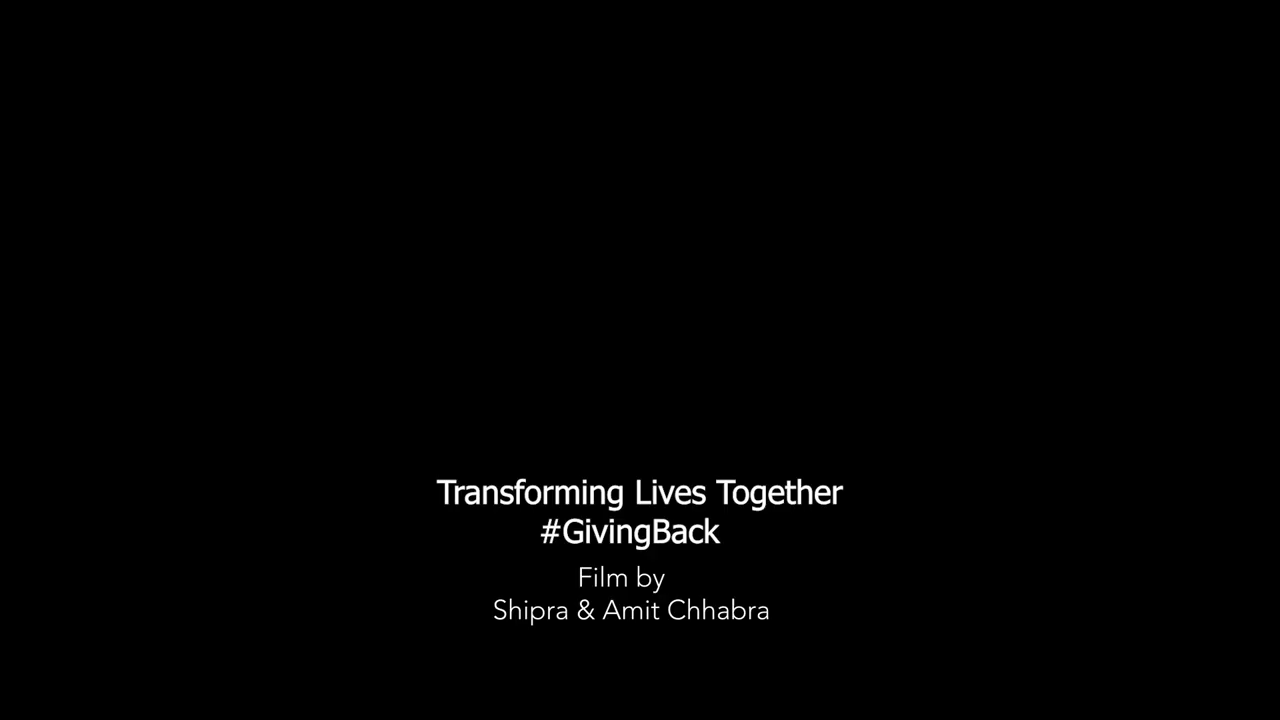 Transforming Lives Together
#GivingBack
Film by
Shipra & Amit Chhabra